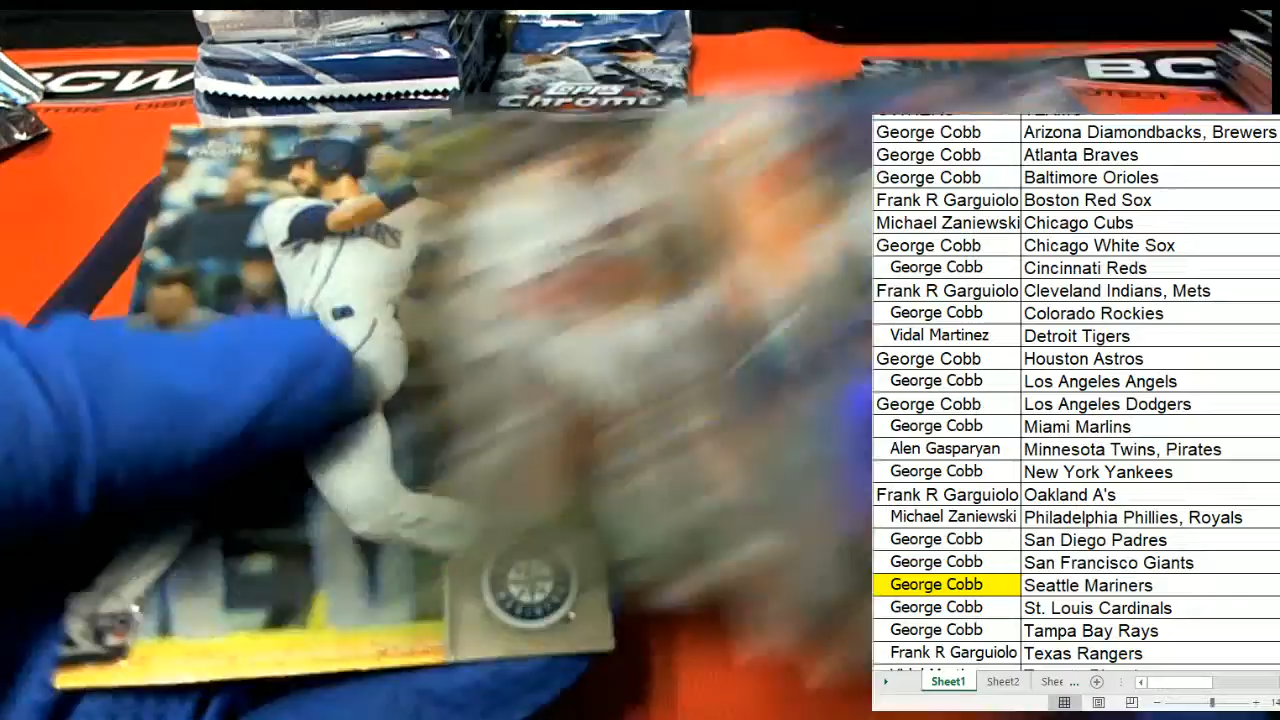 BCW
BC
TOPPS
Chrome
George Cobb Arizona Diamondbacks, Brewers
George Cobb Atlanta Braves
George Cobb Baltimore Orioles
Frank R Garguiolo Boston Red Sox
Michael Zaniewski Chicago Cubs
George Cobb Chicago White Sox
George Cobb Cincinnati Reds
Frank R Garguiolo Cleveland Indians, Mets
George Cobb Colorado Rockies
Vidal Martinez Detroit Tigers
George Cobb Houston Astros
George Cobb Los Angeles Angels
George Cobb Los Angeles Dodgers
George Cobb Miami Marlins
Alen Gasparyan Minnesota Twins, Pirates
George Cobb New York Yankees
Frank R Garguiolo Oakland A's
Michael Zaniewski Philadelphia Phillies, Royals
George Cobb San Diego Padres
George Cobb San Francisco Giants
George Cobb Seattle Mariners
George Cobb St. Louis Cardinals
George Cobb Tampa Bay Rays
Frank R Garguiolo Texas Rangers
Sheet1 Sheet2 Shee ...